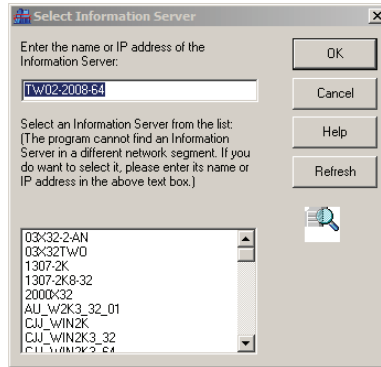 Select Information Server
Enter the name or IP address of the
Information Server:
OK
TW02-2008-64
Cancel
Select an Information Server from the list:
(The program cannot find an Information
Server in a different network segment. If you
do want to select it, please enter its name or
IP address in the above text box.)
Help
Refresh
03X32-2-AN
03X32TWO
1307-2K
1307-2K8-32
2000X32
AU_W2K3_32_01
CJJ_WIN2K
CJJ_WIN2K3_32
CJJ_WIN2K3_64